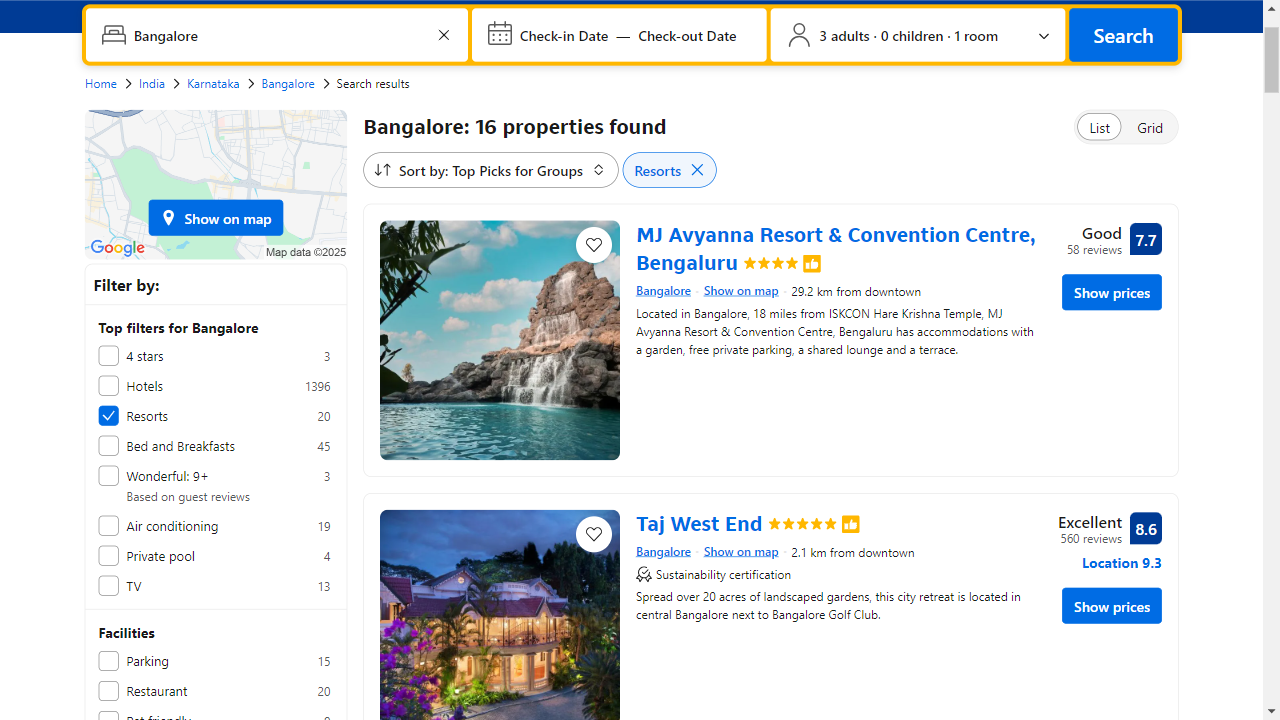 Bangalore
Check-in Date — Check-out Date
3 adults · 0 children · 1 room
Search
Home
India
Karnataka
Bangalore
Search results
Show on map
Google
Map data ©2025
Bangalore: 16 properties found
List
Grid
Sort by: Top Picks for Groups
Resorts
Filter by:
Top filters for Bangalore
4 stars 3
Hotels 1396
Resorts 20
Bed and Breakfasts 45
Wonderful: 9+ 3
Based on guest reviews
Air conditioning 19
Private pool 4
TV 13
Facilities
Parking 15
Restaurant 20
MJ Avyanna Resort & Convention Centre,
Bengaluru
Bangalore · Show on map · 29.2 km from downtown
Located in Bangalore, 18 miles from ISKCON Hare Krishna Temple, MJ
Avyanna Resort & Convention Centre, Bengaluru has accommodations with
a garden, free private parking, a shared lounge and a terrace.
Good
58 reviews
7.7
Show prices
Taj West End
Bangalore · Show on map · 2.1 km from downtown
Sustainability certification
Spread over 20 acres of landscaped gardens, this city retreat is located in
central Bangalore next to Bangalore Golf Club.
Excellent
560 reviews
8.6
Location 9.3
Show prices